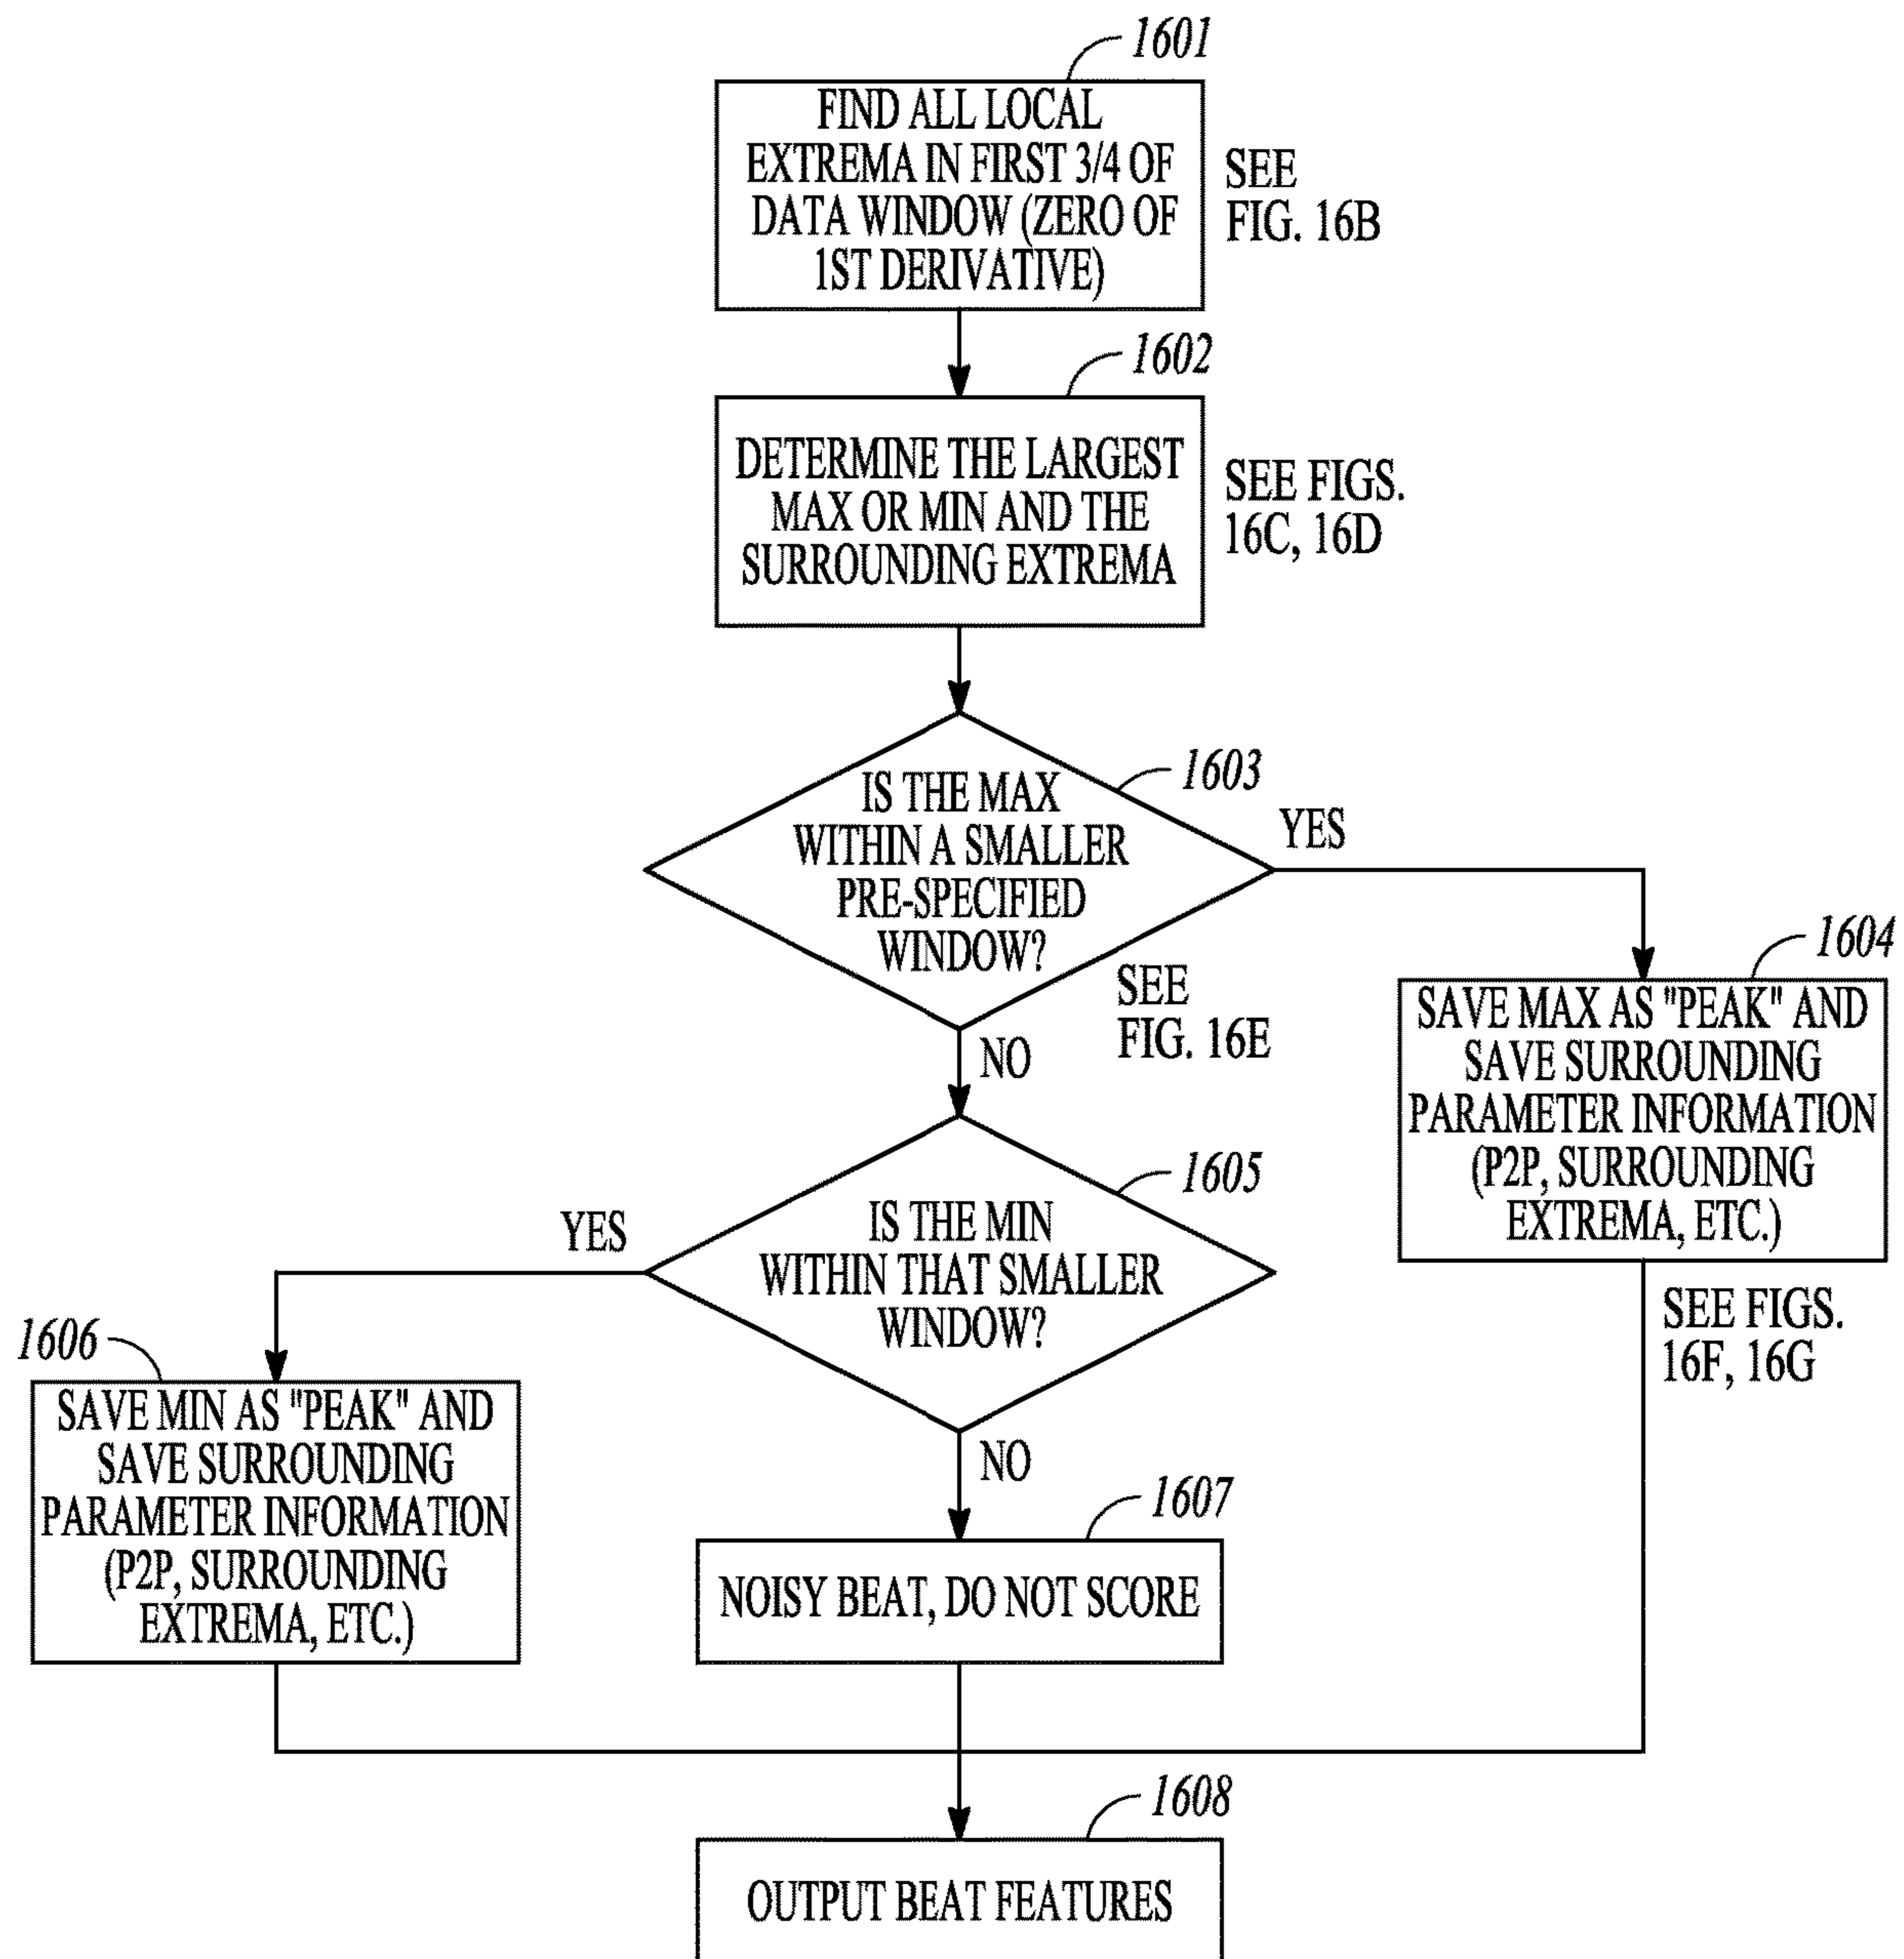 1601
FIND ALL LOCAL
EXTREMA IN FIRST 3/4 OF
DATA WINDOW (ZERO OF
1ST DERIVATIVE)
SEE
FIG. 16B
1602
DETERMINE THE LARGEST
MAX OR MIN AND THE
SURROUNDING EXTREMA
SEE FIGS.
16C, 16D
1603
IS THE MAX
WITHIN A SMALLER
PRE-SPECIFIED
WINDOW?
YES
SEE
FIG. 16E
NO
1604
SAVE MAX AS "PEAK" AND
SAVE SURROUNDING
PARAMETER INFORMATION
(P2P, SURROUNDING
EXTREMA, ETC.)
SEE FIGS.
16F, 16G
1605
IS THE MIN
WITHIN THAT SMALLER
WINDOW?
YES
NO
1606
SAVE MIN AS "PEAK" AND
SAVE SURROUNDING
PARAMETER INFORMATION
(P2P, SURROUNDING
EXTREMA, ETC.)
1607
NOISY BEAT, DO NOT SCORE
1608
OUTPUT BEAT FEATURES